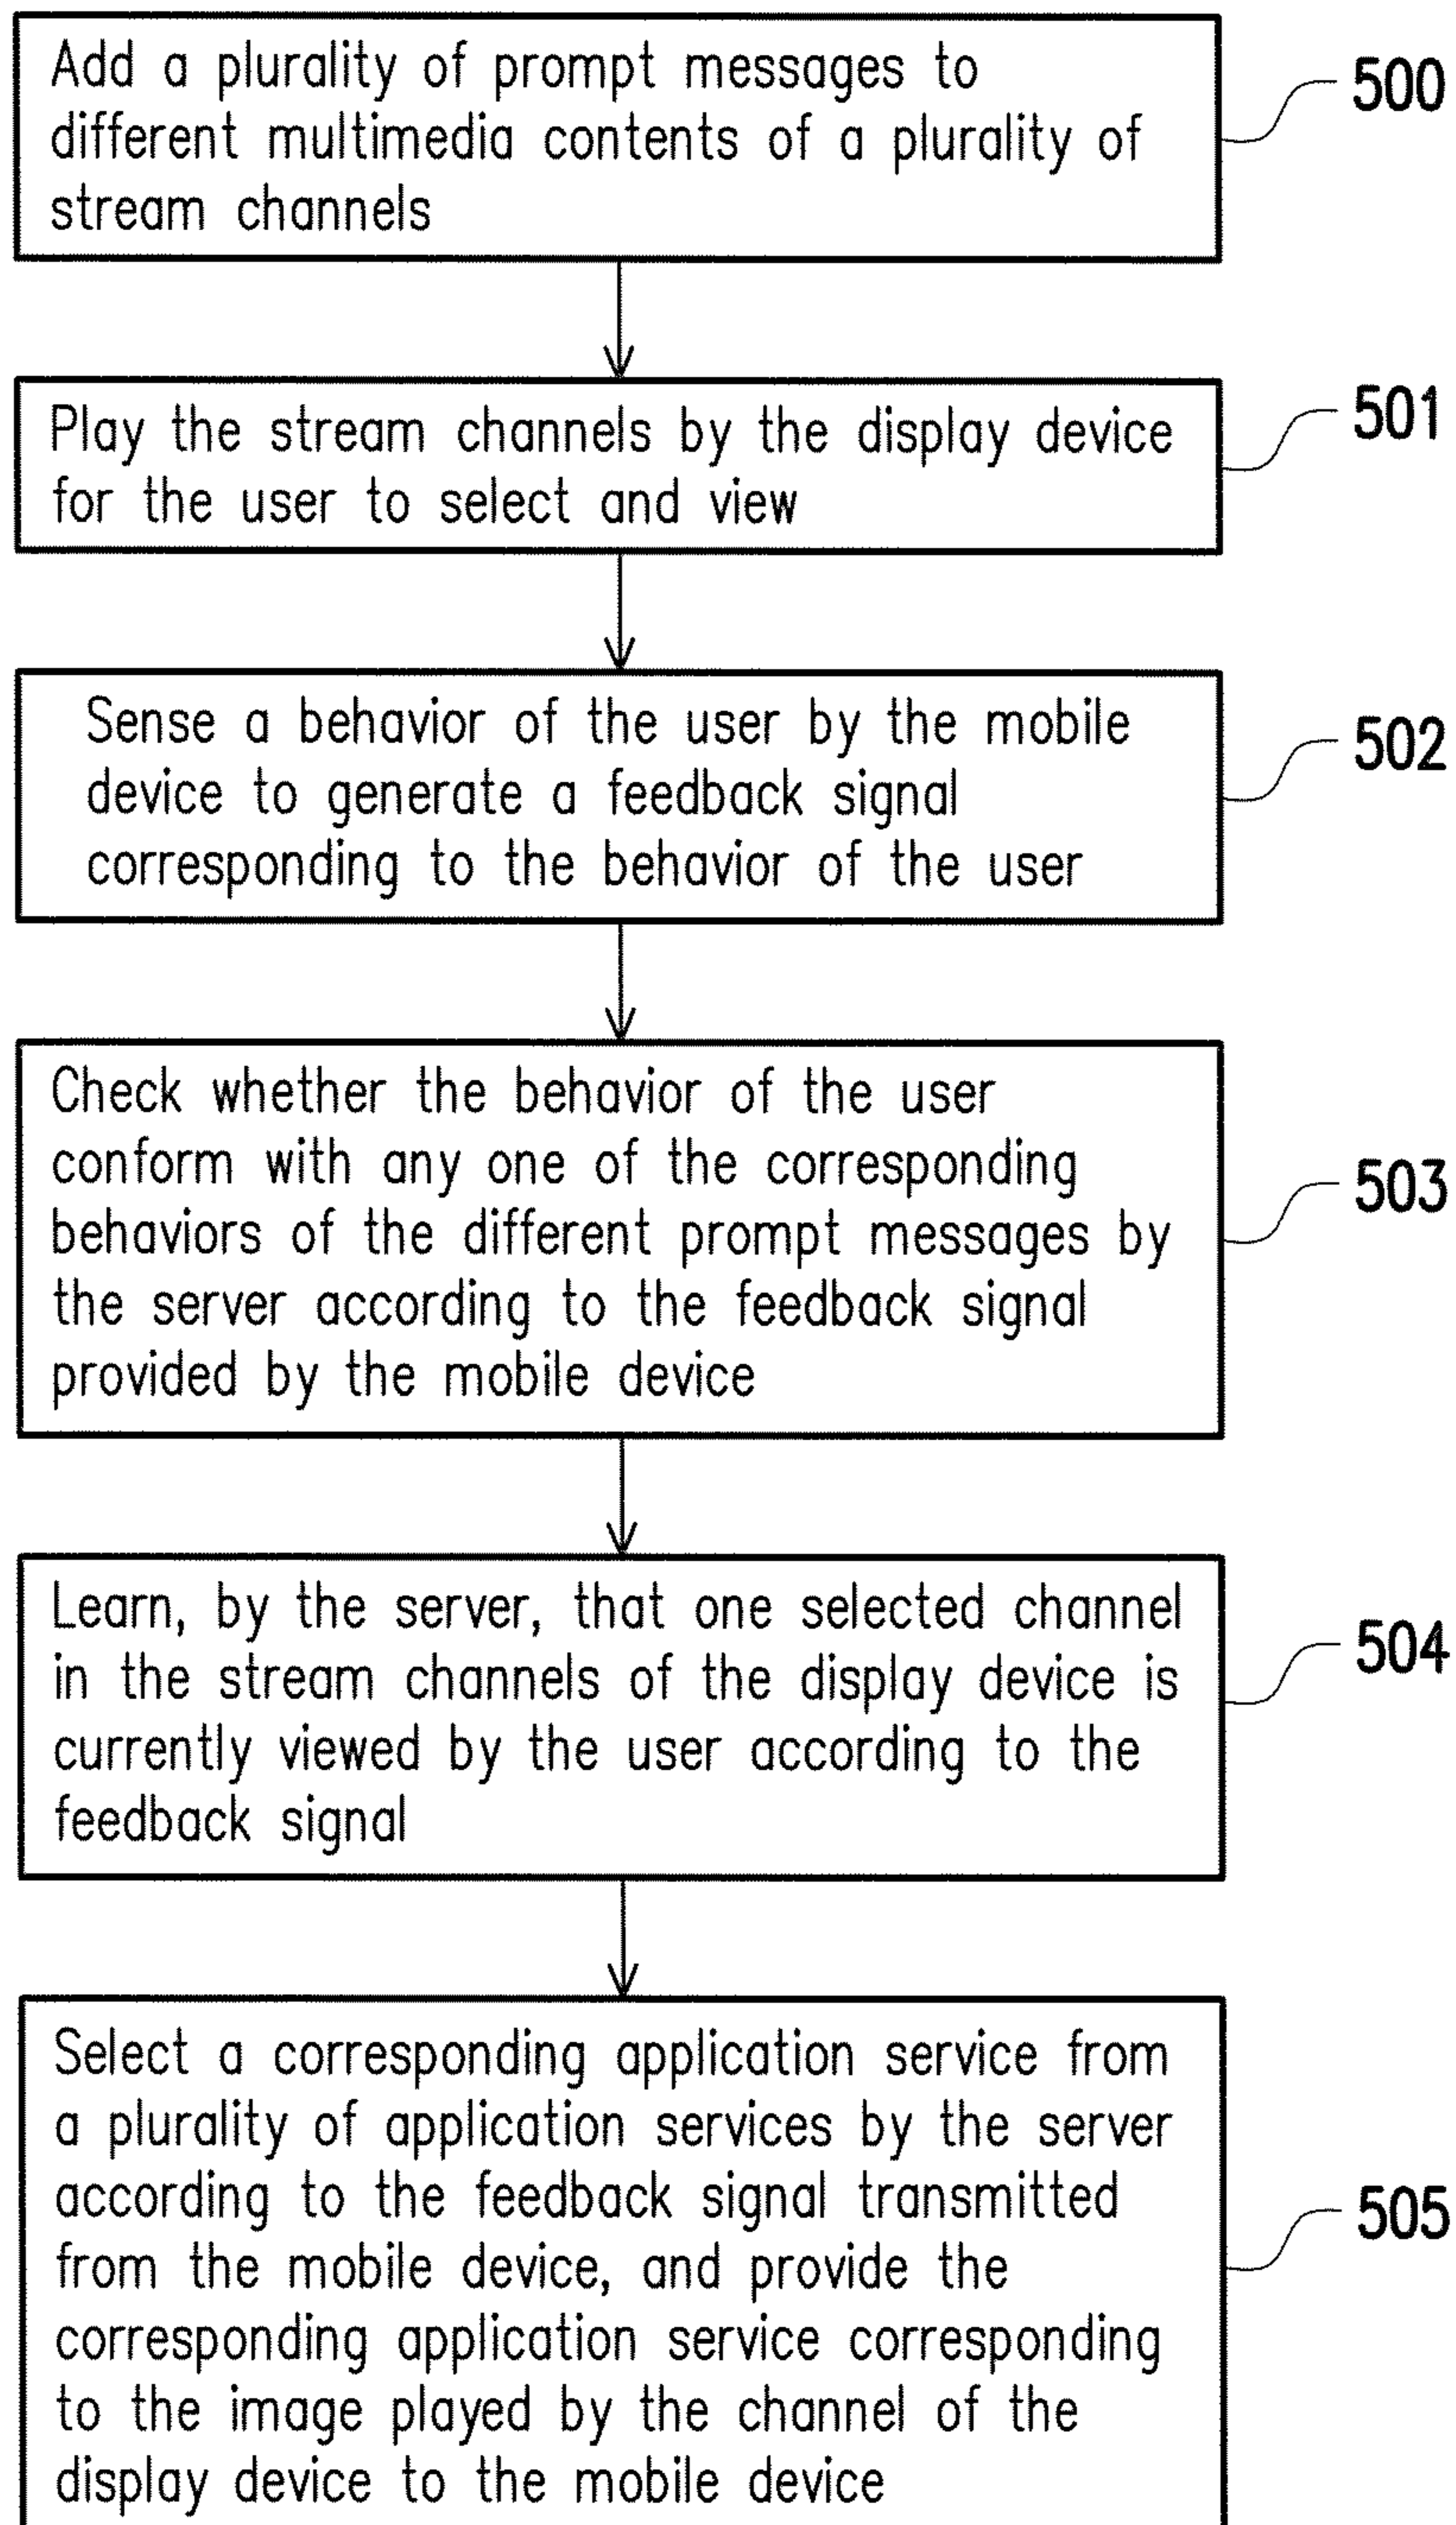 Add a plurality of prompt messages to
different multimedia contents of a plurality of
stream channels
500
Play the stream channels by the display device
for the user to select and view
501
Sense a behavior of the user by the mobile
device to generate a feedback signal
corresponding to the behavior of the user
502
Check whether the behavior of the user
conform with any one of the corresponding
behaviors of the different prompt messages by
the server according to the feedback signal
provided by the mobile device
503
Learn, by the server, that one selected channel
in the stream channels of the display device is
currently viewed by the user according to the
feedback signal
504
Select a corresponding application service from
a plurality of application services by the server
according to the feedback signal transmitted
from the mobile device, and provide the
corresponding application service corresponding
to the image played by the channel of the
display device to the mobile device
505